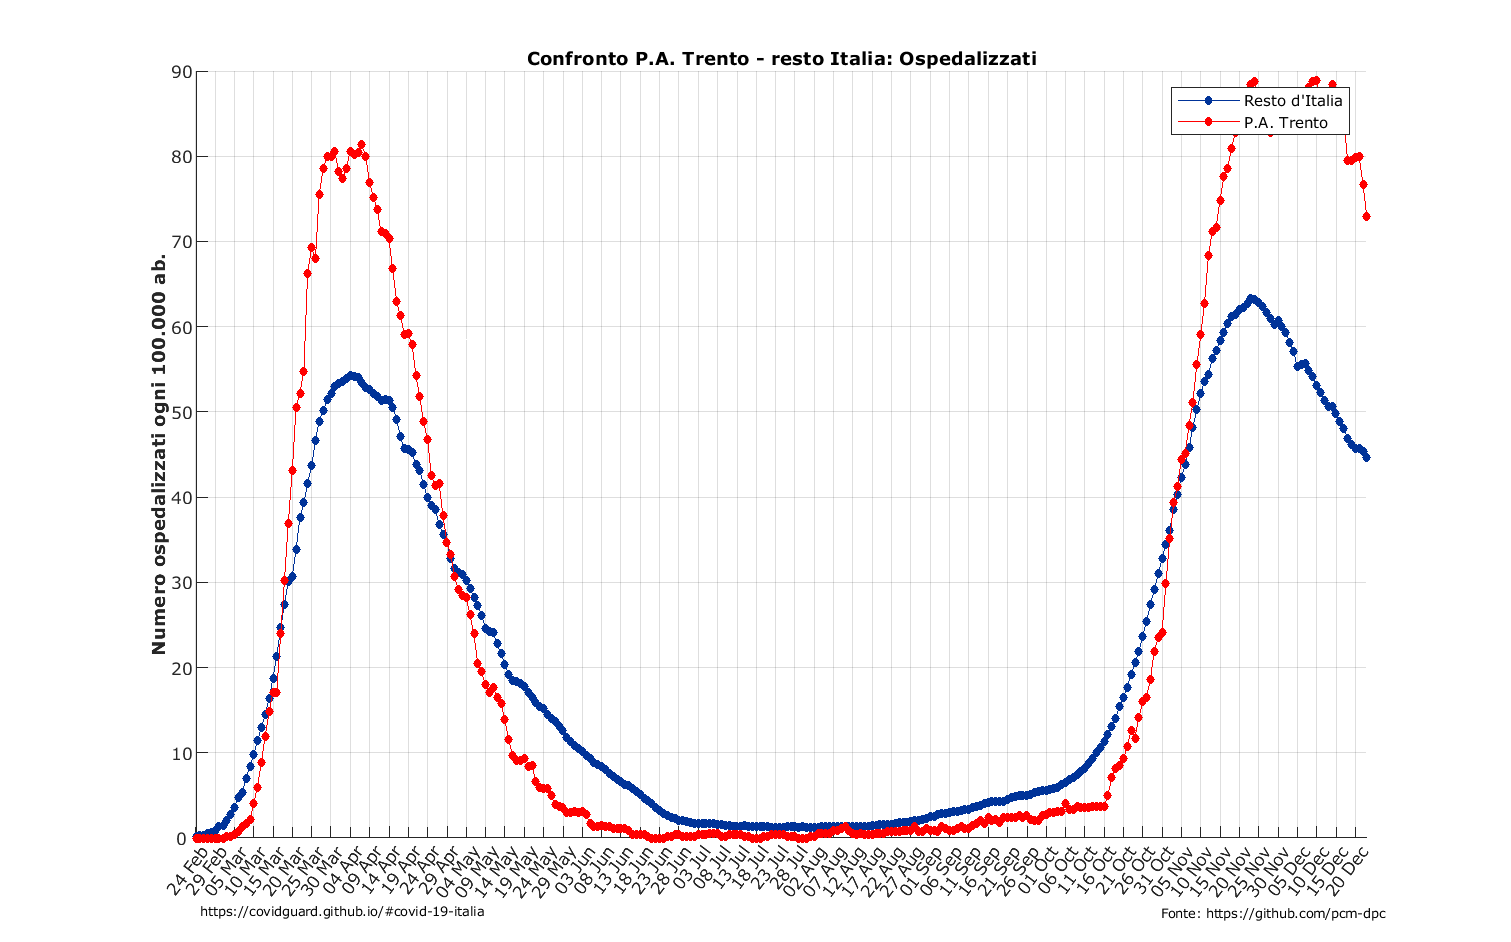 Confronto P.A. Trento - resto Italia: Ospedalizzati
Numero ospedalizzati ogni 100.000 ab.
90
80
70
60
50
40
30
20
10
0
Resto d'Italia
P.A. Trento
24 Feb
29 Feb
05 Mar
10 Mar
15 Mar
20 Mar
25 Mar
30 Mar
04 Apr
09 Apr
14 Apr
19 Apr
24 Apr
29 Apr
04 May
09 May
14 May
19 May
24 May
29 May
03 Jun
08 Jun
13 Jun
18 Jun
23 Jun
28 Jun
03 Jul
08 Jul
13 Jul
18 Jul
23 Jul
28 Jul
02 Aug
07 Aug
12 Aug
17 Aug
22 Aug
27 Aug
01 Sep
06 Sep
11 Sep
16 Sep
21 Sep
26 Sep
01 Oct
06 Oct
11 Oct
16 Oct
21 Oct
26 Oct
31 Oct
05 Nov
10 Nov
15 Nov
20 Nov
25 Nov
30 Nov
05 Dec
10 Dec
15 Dec
20 Dec
https://covidguard.github.io/#covid-19-italia
Fonte: https://github.com/pcm-dpc